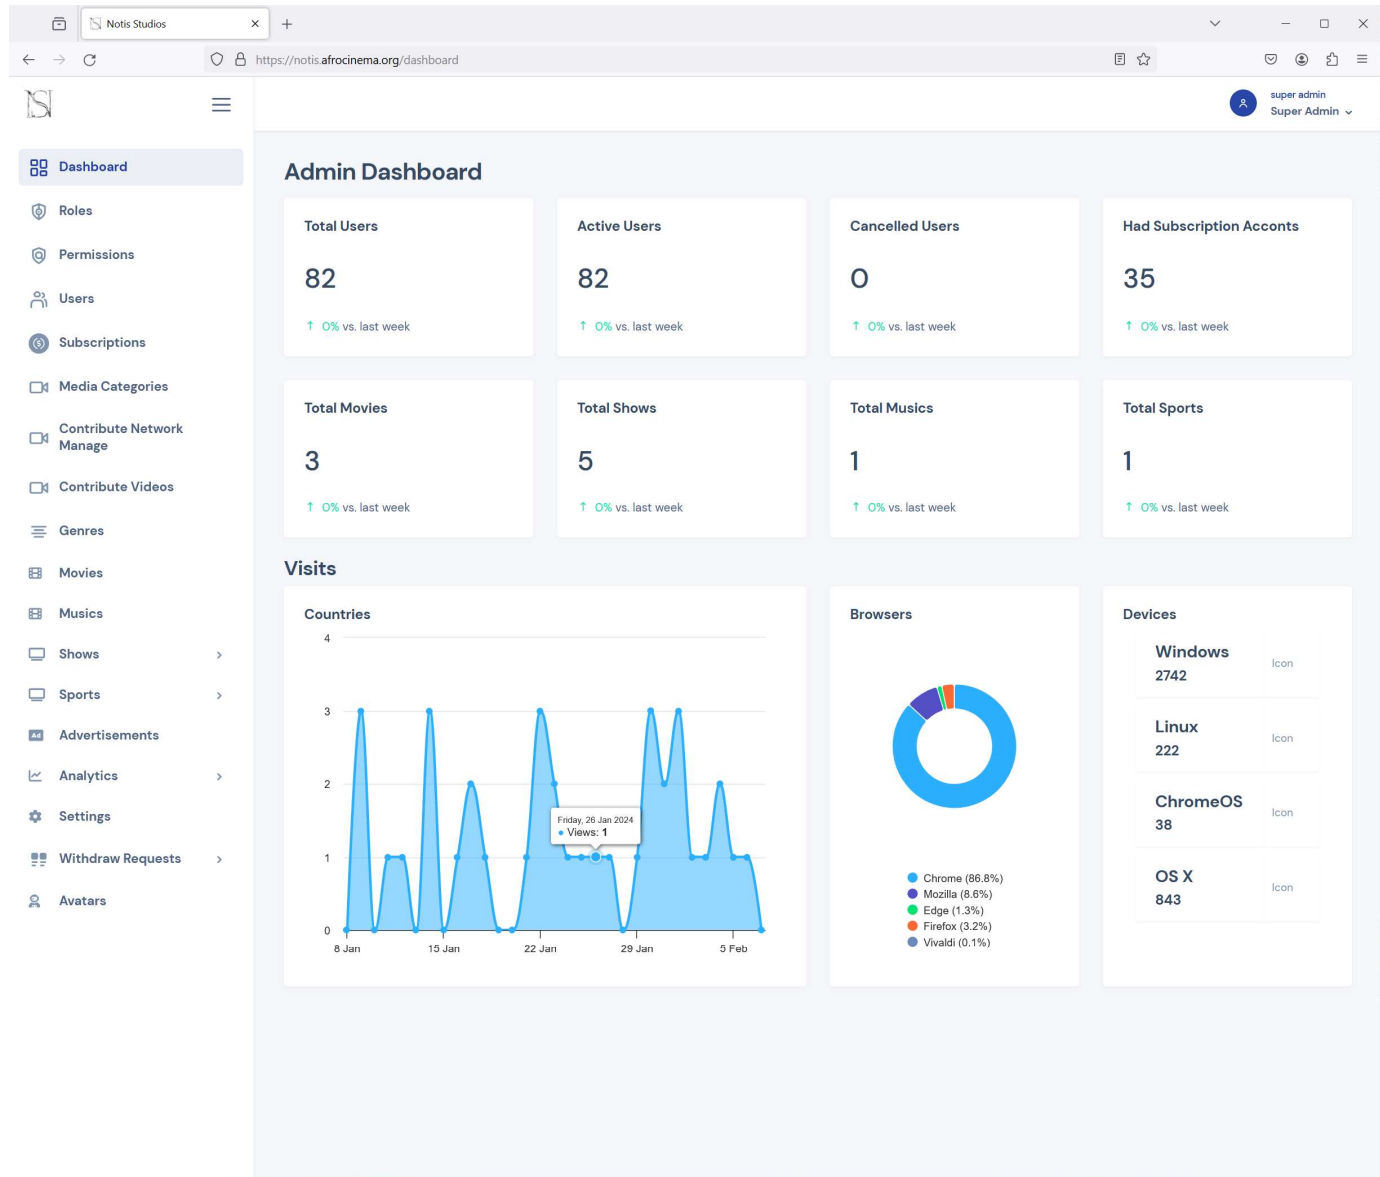 Notis Studios
https://notis.afrocinema.org/dashboard
super admin
Super Admin
Dashboard
Roles
Permissions
Users
Subscriptions
Media Categories
Contribute Network
Manage
Contribute Videos
Genres
Movies
Musics
Shows
Sports
Ad Advertisements
Analytics
Settings
Withdraw Requests
Avatars
Admin Dashboard
Total Users
82
↑ 0% vs. last week
Active Users
82
↑ 0% vs. last week
Cancelled Users
0
↑ 0% vs. last week
Had Subscription Acconts
35
↑ 0% vs. last week
Total Movies
3
↑ 0% vs. last week
Total Shows
5
↑ 0% vs. last week
Total Musics
1
↑ 0% vs. last week
Total Sports
1
↑ 0% vs. last week
Visits
Countries
4
3
2
1
0
Friday, 26 Jan 2024
• Views: 1
8 Jan 15 Jan 22 Jan 29 Jan 5 Feb
Browsers
Chrome (86.8%)
Mozilla (8.6%)
Edge (1.3%)
Firefox (3.2%)
Vivaldi (0.1%)
Devices
Windows
2742
Icon
Linux
222
Icon
ChromeOS
38
Icon
OS X
843
Icon